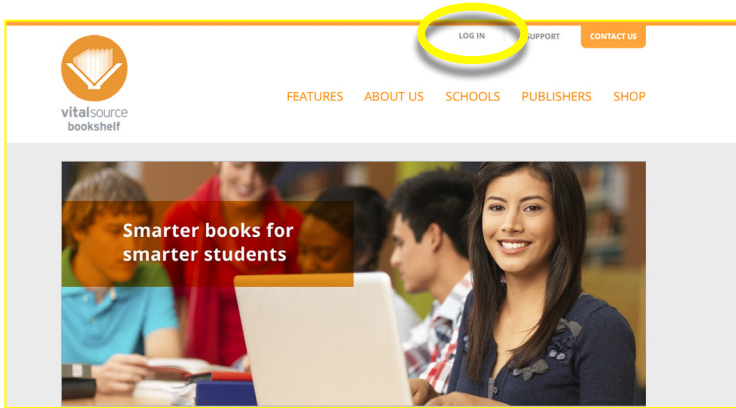 LOG IN
SUPPORT
CONTACT US
vitalsource
bookshelf
FEATURES ABOUT US SCHOOLS PUBLISHERS SHOP
Smarter books for
smarter students